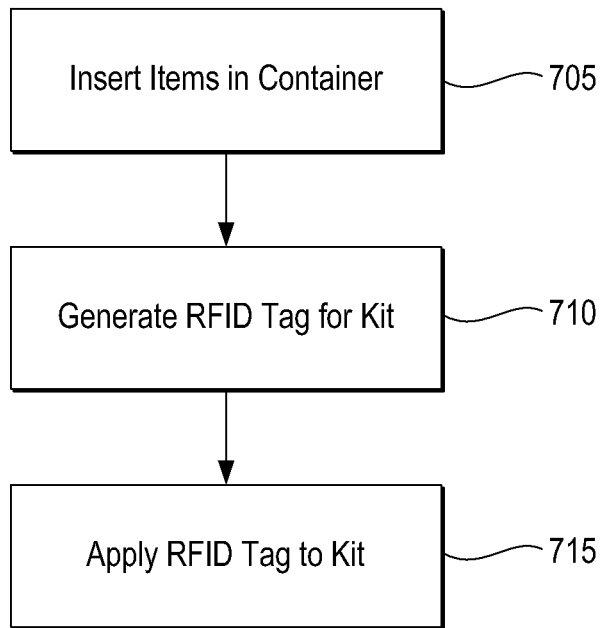 Insert Items in Container
705
Generate RFID Tag for Kit
710
Apply RFID Tag to Kit
715